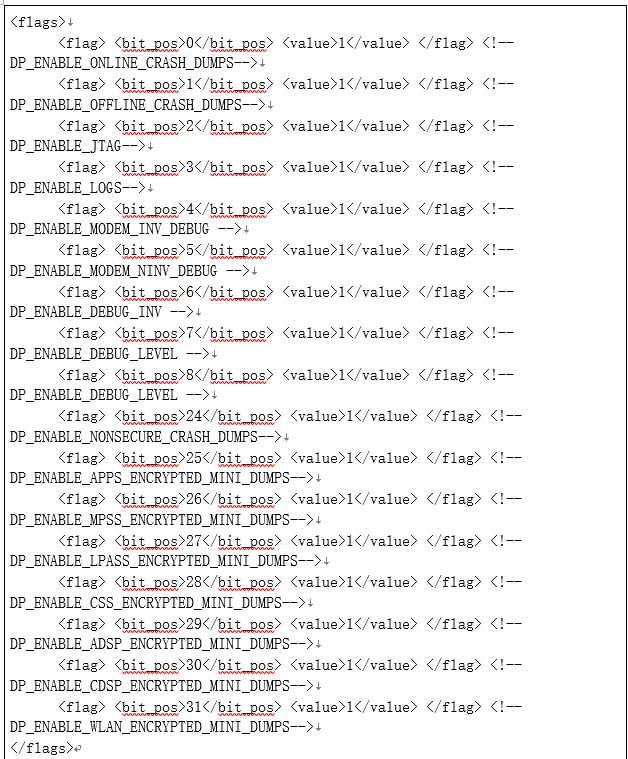 <flags>↓
<flag> <bit_pos>0</bit_pos> <value>1</value> </flag> <!--
DP_ENABLE_ONLINE_CRASH_DUMPS-->↓
<flag> <bit_pos>1</bit_pos> <value>1</value> </flag> <!--
DP_ENABLE_OFFLINE_CRASH_DUMPS-->↓
<flag> <bit_pos>2</bit_pos> <value>1</value> </flag> <!--
DP_ENABLE_JTAG-->↓
<flag> <bit_pos>3</bit_pos> <value>1</value> </flag> <!--
DP_ENABLE_LOGS-->↓
<flag> <bit_pos>4</bit_pos> <value>1</value> </flag> <!--
DP_ENABLE_MODEM_INV_DEBUG -->↓
<flag> <bit_pos>5</bit_pos> <value>1</value> </flag> <!--
DP_ENABLE_MODEM_NINV_DEBUG -->↓
<flag> <bit_pos>6</bit_pos> <value>1</value> </flag> <!--
DP_ENABLE_DEBUG_INV -->↓
<flag> <bit_pos>7</bit_pos> <value>1</value> </flag> <!--
DP_ENABLE_DEBUG_LEVEL -->↓
<flag> <bit_pos>8</bit_pos> <value>1</value> </flag> <!--
DP_ENABLE_DEBUG_LEVEL -->↓
<flag> <bit_pos>24</bit_pos> <value>1</value> </flag> <!--
DP_ENABLE_NONSECURE_CRASH_DUMPS-->↓
<flag> <bit_pos>25</bit_pos> <value>1</value> </flag> <!--
DP_ENABLE_APPS_ENCRYPTED_MINI_DUMPS-->↓
<flag> <bit_pos>26</bit_pos> <value>1</value> </flag> <!--
DP_ENABLE_MPSS_ENCRYPTED_MINI_DUMPS-->↓
<flag> <bit_pos>27</bit_pos> <value>1</value> </flag> <!--
DP_ENABLE_LPASS_ENCRYPTED_MINI_DUMPS-->↓
<flag> <bit_pos>28</bit_pos> <value>1</value> </flag> <!--
DP_ENABLE_CSS_ENCRYPTED_MINI_DUMPS-->↓
<flag> <bit_pos>29</bit_pos> <value>1</value> </flag> <!--
DP_ENABLE_ADSP_ENCRYPTED_MINI_DUMPS-->↓
<flag> <bit_pos>30</bit_pos> <value>1</value> </flag> <!--
DP_ENABLE_CDSP_ENCRYPTED_MINI_DUMPS-->↓
<flag> <bit_pos>31</bit_pos> <value>1</value> </flag> <!--
DP_ENABLE_WLAN_ENCRYPTED_MINI_DUMPS-->↓
</flags>↵